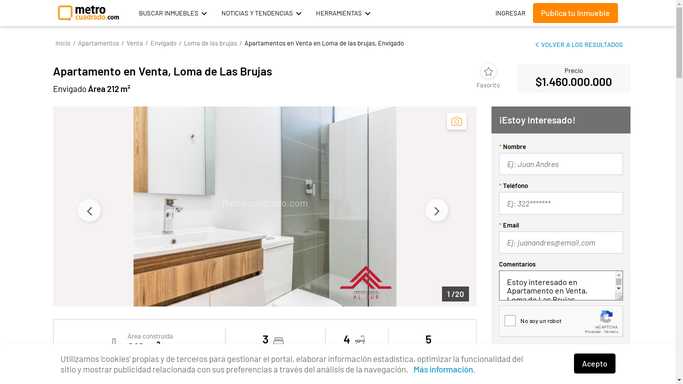 metro
cuadrado.com
BUSCAR INMUEBLES
NOTICIAS Y TENDENCIAS
HERRAMIENTAS
INGRESAR
Publica tu inmueble
Inicio / Apartamentos / Venta / Envigado / Loma de las brujas / Apartamentos en Venta en Loma de las brujas, Envigado
VOLVER A LOS RESULTADOS
Apartamento en Venta, Loma de Las Brujas
Envigado Área 212 m²
Favorito
Precio
$1.460.000.000
¡Estoy Interesado!
* Nombre
Ej: Juan Andres
* Teléfono
Ej: 322*******
* Email
Ej: juanandres@email.com
Comentarios
Estoy interesado en
Apartamento en Venta,
Loma de Las Brujas
No soy un robot
reCAPTCHA
Privacidad - Términos
Metrocuadrado.com
AL SUR
1 / 20
Área construida
3
4
5
Utilizamos 'cookies' propias y de terceros para gestionar el portal, elaborar información estadística, optimizar la funcionalidad del
sitio y mostrar publicidad relacionada con sus preferencias a través del análisis de la navegación. Más información.
Acepto